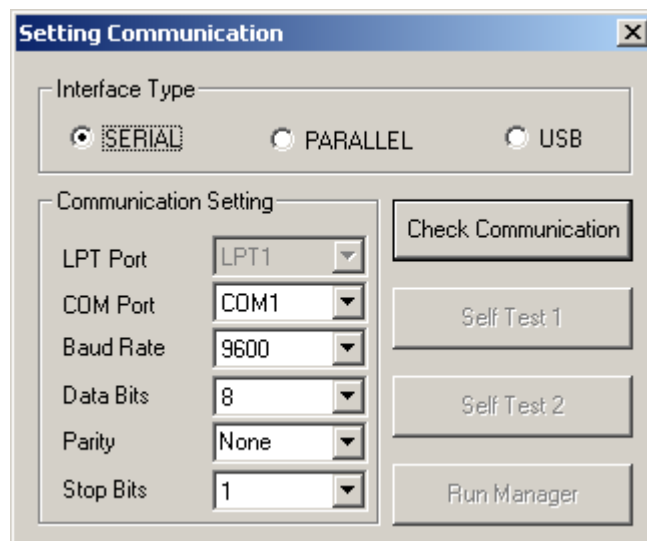 Setting Communication
Interface Type
SERIAL PARALLEL USB
Communication Setting
LPT Port LPT1
COM Port COM1
Baud Rate 9600
Data Bits 8
Parity None
Stop Bits 1
Check Communication
Self Test 1
Self Test 2
Run Manager